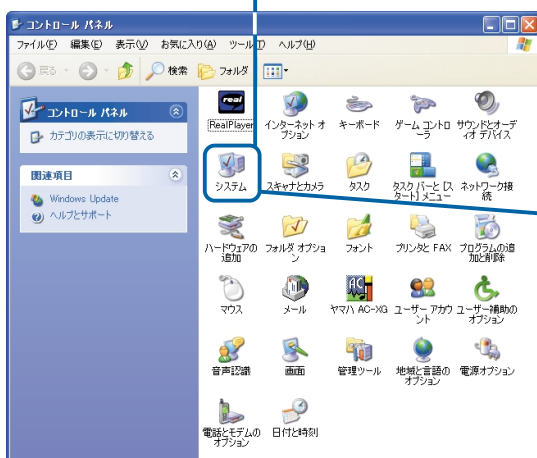 コントロール パネル
ファイル(F) 編集(E) 表示(V) お気に入り(A) ツール(T) ヘルプ(H)
戻る 検索 フォルダ
コントロール パネル
カテゴリの表示に切り替える
関連項目
Windows Update
ヘルプとサポート
real
RealPlayer
インターネット オ
プション
キーボード
ゲーム コントロ
ーラ
サウンドとオーデ
ィオ デバイス
システム
スキャナとカメラ
タスク
タスク バーと [ス
タート] メニュー
ネットワーク接
続
ハードウェアの
追加
フォルダ オプショ
ン
フォント
プリンタと FAX
プログラムの追
加と削除
マウス
メール
AC
ヤマハ AC-XG
ユーザー アカウ
ント
ユーザー補助の
オプション
音声認識
画面
管理ツール
地域と言語の
オプション
電源オプション
電話とモデムの
オプション
日付と時刻